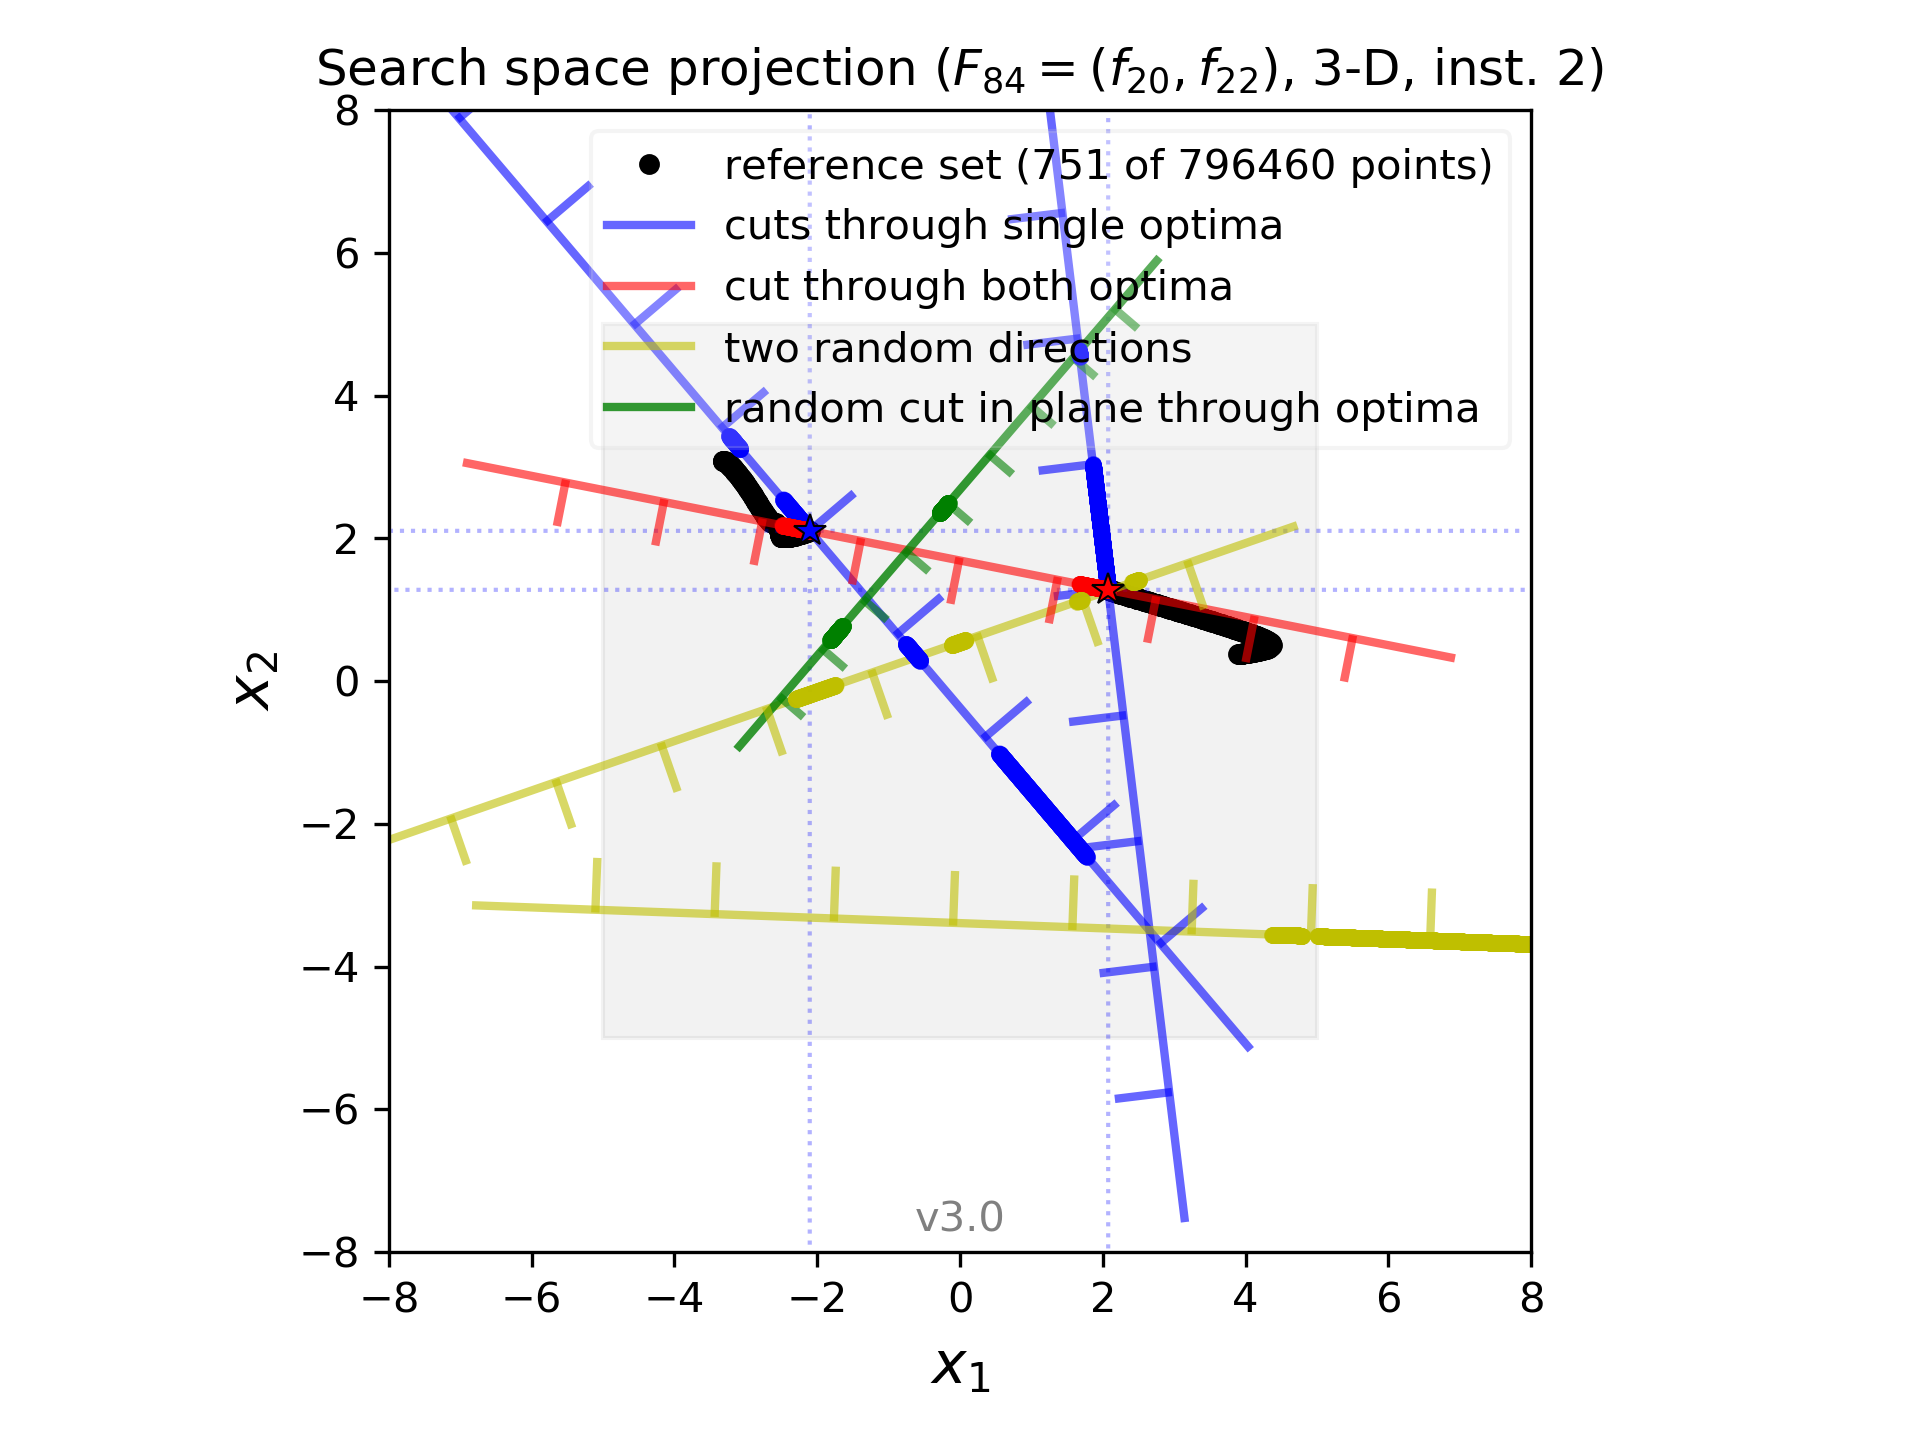 Search space projection (F84 = (f20, f22), 3-D, inst. 2)
reference set (751 of 796460 points)
cuts through single optima
cut through both optima
two random directions
random cut in plane through optima
x2
8
6
4
2
0
−2
−4
−6
−8
v3.0
−8 −6 −4 −2 0 2 4 6 8
x1